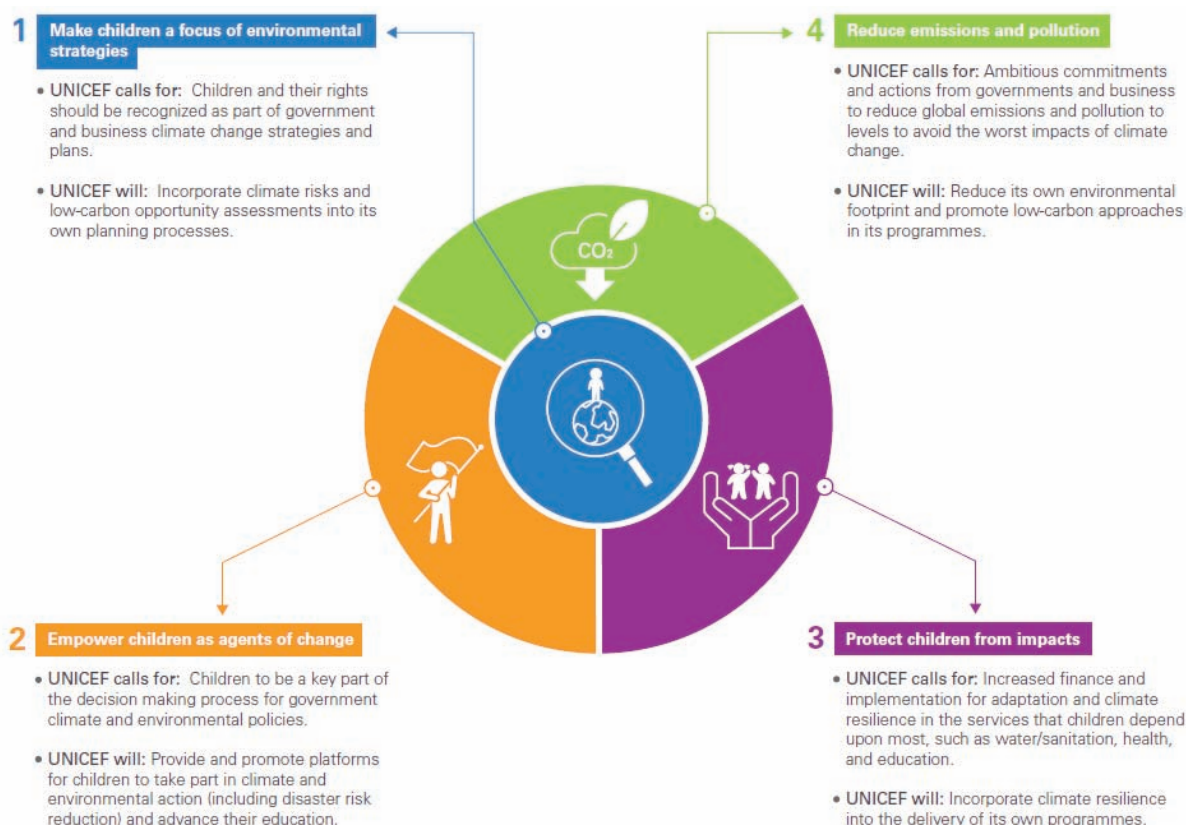 1
Make children a focus of environmental
strategies
• UNICEF calls for: Children and their rights
should be recognized as part of government
and business climate change strategies and
plans.
• UNICEF will: Incorporate climate risks and
low-carbon opportunity assessments into its
own planning processes.
4
Reduce emissions and pollution
• UNICEF calls for: Ambitious commitments
and actions from governments and business
to reduce global emissions and pollution to
levels to avoid the worst impacts of climate
change.
• UNICEF will: Reduce its own environmental
footprint and promote low-carbon approaches
in its programmes.
CO₂
2
Empower children as agents of change
• UNICEF calls for: Children to be a key part of
the decision making process for government
climate and environmental policies.
• UNICEF will: Provide and promote platforms
for children to take part in climate and
environmental action (including disaster risk
reduction) and advance their education.
3
Protect children from impacts
• UNICEF calls for: Increased finance and
implementation for adaptation and climate
resilience in the services that children depend
upon most, such as water/sanitation, health,
and education.
• UNICEF will: Incorporate climate resilience
into the delivery of its own programmes.